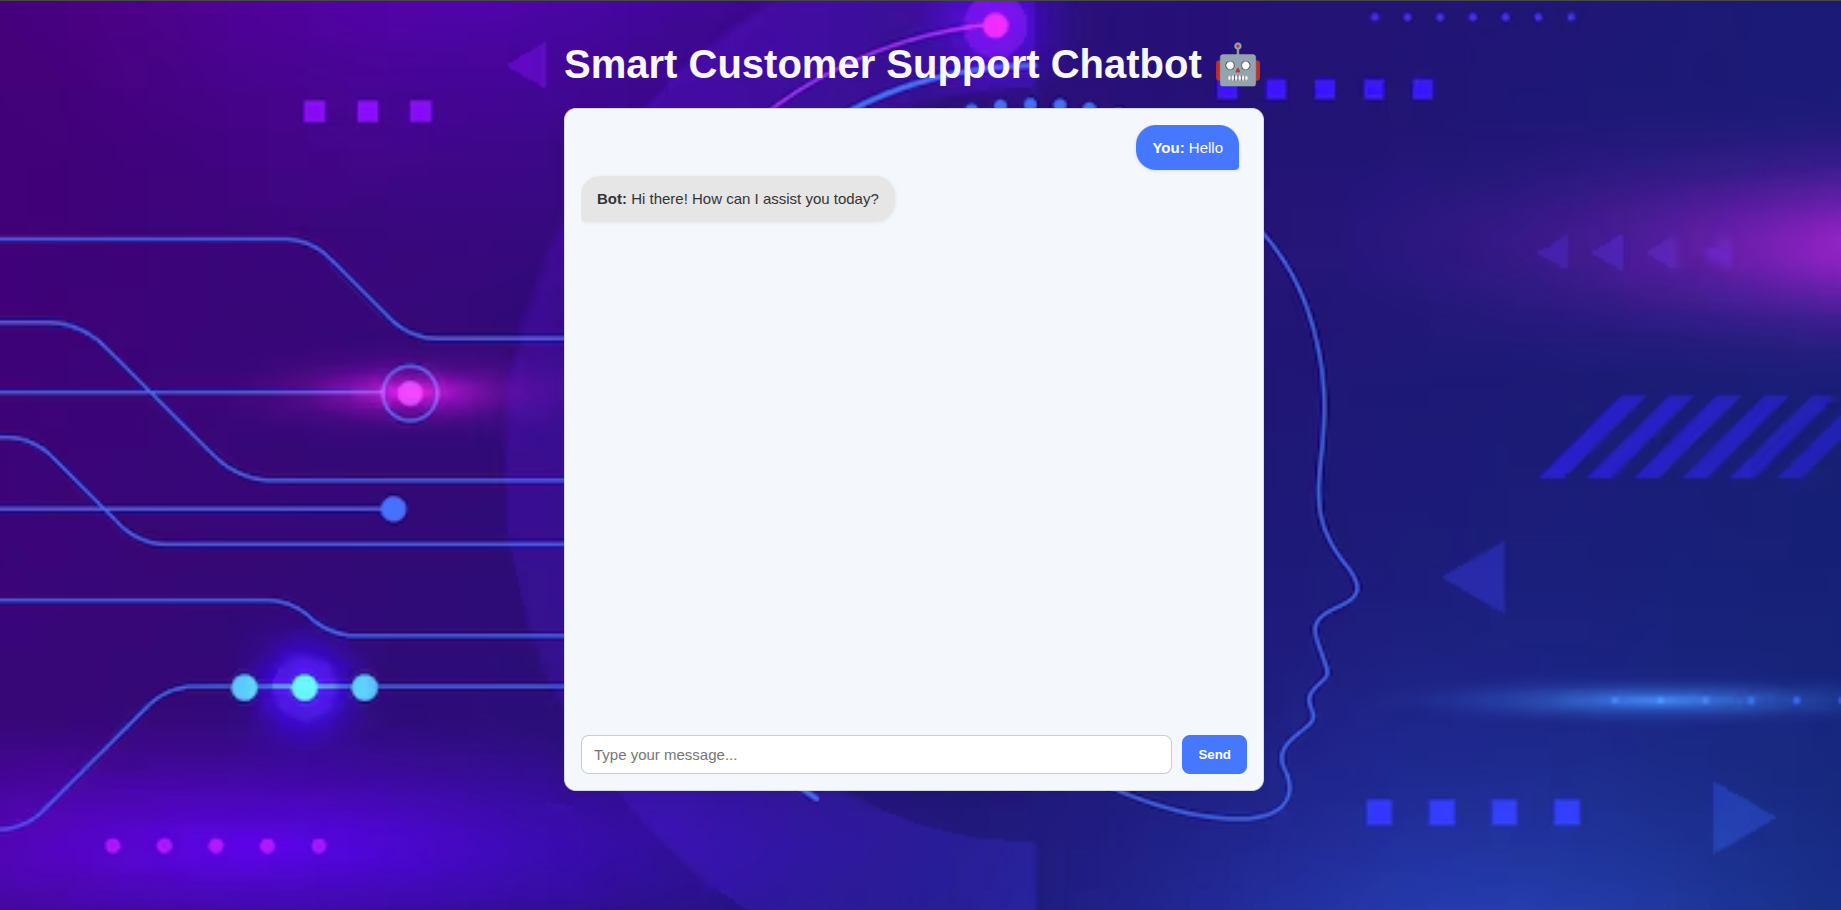 Smart Customer Support Chatbot 🤖
You: Hello
Bot: Hi there! How can I assist you today?
Type your message...
Send